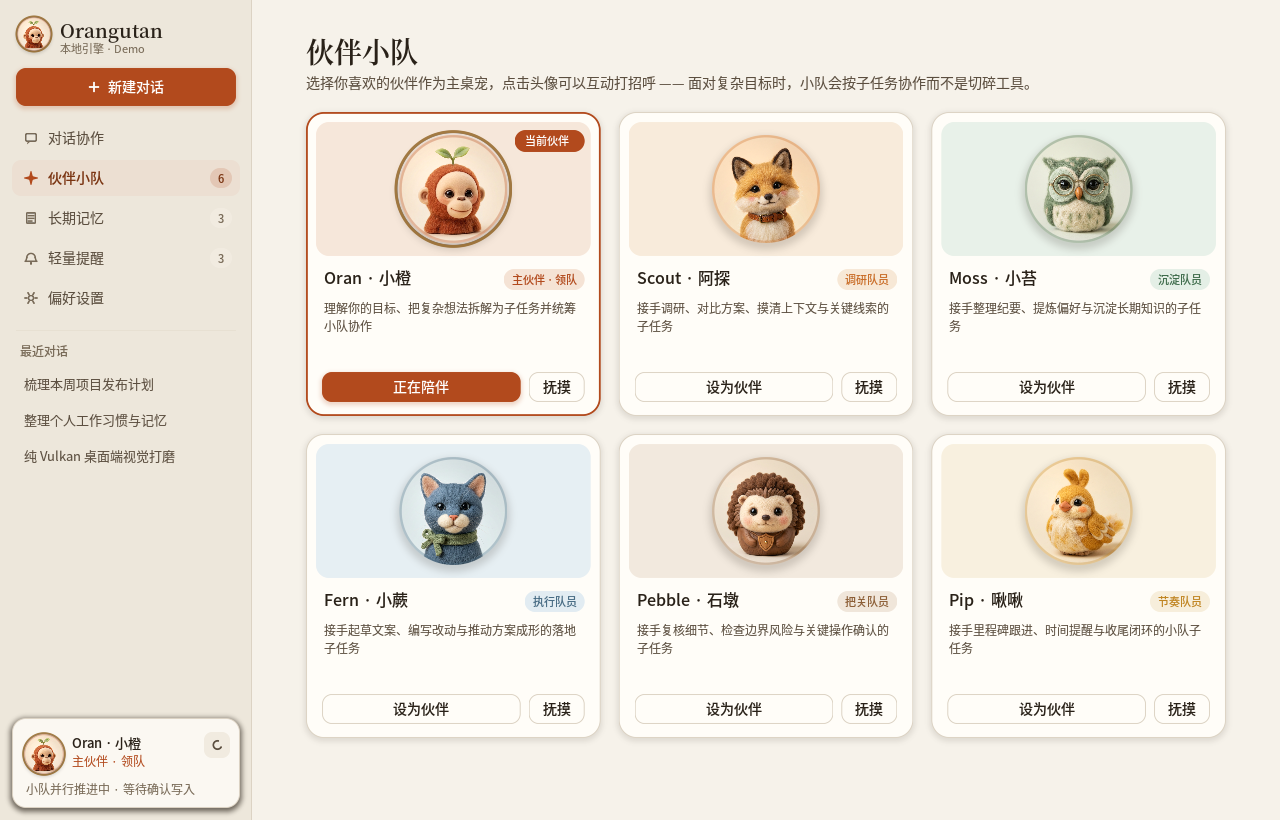 Orangutan
本地引擎 · Demo
新建对话
对话协作
伙伴小队 6
长期记忆 3
轻量提醒 3
偏好设置
最近对话
梳理本周项目发布计划
整理个人工作习惯与记忆
纯 Vulkan 桌面端视觉打磨
Oran · 小橙
主伙伴 · 领队
小队并行推进中 · 等待确认写入
伙伴小队
选择你喜欢的伙伴作为主桌宠，点击头像可以互动打招呼 —— 面对复杂目标时，小队会按子任务协作而不是切碎工具。
当前伙伴
Oran · 小橙
主伙伴 · 领队
理解你的目标、把复杂想法拆解为子任务并统筹
小队协作
正在陪伴
抚摸
Scout · 阿探
调研队员
接手调研、对比方案、摸清上下文与关键线索的
子任务
设为伙伴
抚摸
Moss · 小苔
沉淀队员
接手整理纪要、提炼偏好与沉淀长期知识的子任
务
设为伙伴
抚摸
Fern · 小蕨
执行队员
接手起草文案、编写改动与推动方案成形的落地
子任务
设为伙伴
抚摸
Pebble · 石墩
把关队员
接手复核细节、检查边界风险与关键操作确认的
子任务
设为伙伴
抚摸
Pip · 啾啾
节奏队员
接手里程碑跟进、时间提醒与收尾闭环的小队子
任务
设为伙伴
抚摸